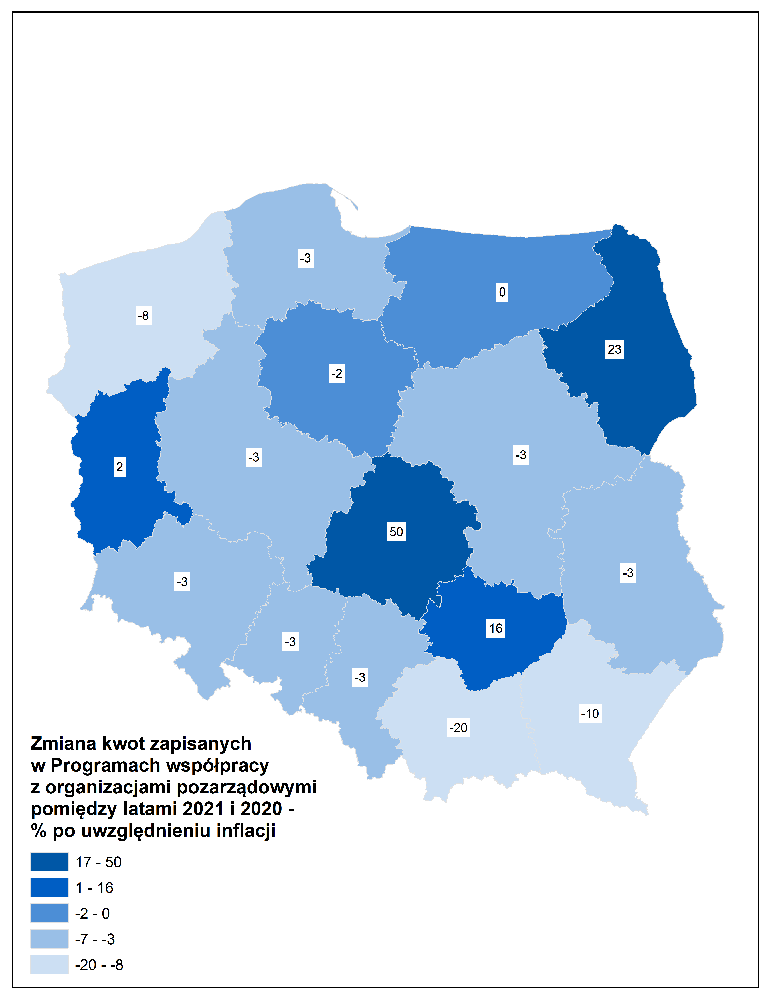 -3
0
-8
23
-2
-3
-3
2
50
-3
-3
16
-3
-3
-10
-20
Zmiana kwot zapisanych
w Programach współpracy
z organizacjami pozarządowymi
pomiędzy latami 2021 i 2020 -
% po uwzględnieniu inflacji
17 - 50
1 - 16
-2 - 0
-7 - -3
-20 - -8